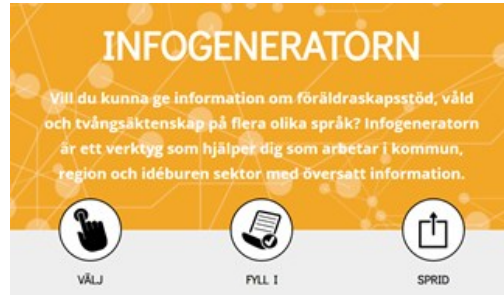 INFOGENERATORN
Vill du kunna ge information om föräldraskapsstöd, våld
och tvångsäktenskap på flera olika språk? Infogeneratorn
är ett verktyg som hjälper dig som arbetar i kommun,
region och idéburen sektor med översatt information.
VÄLJ
FYLL I
SPRID